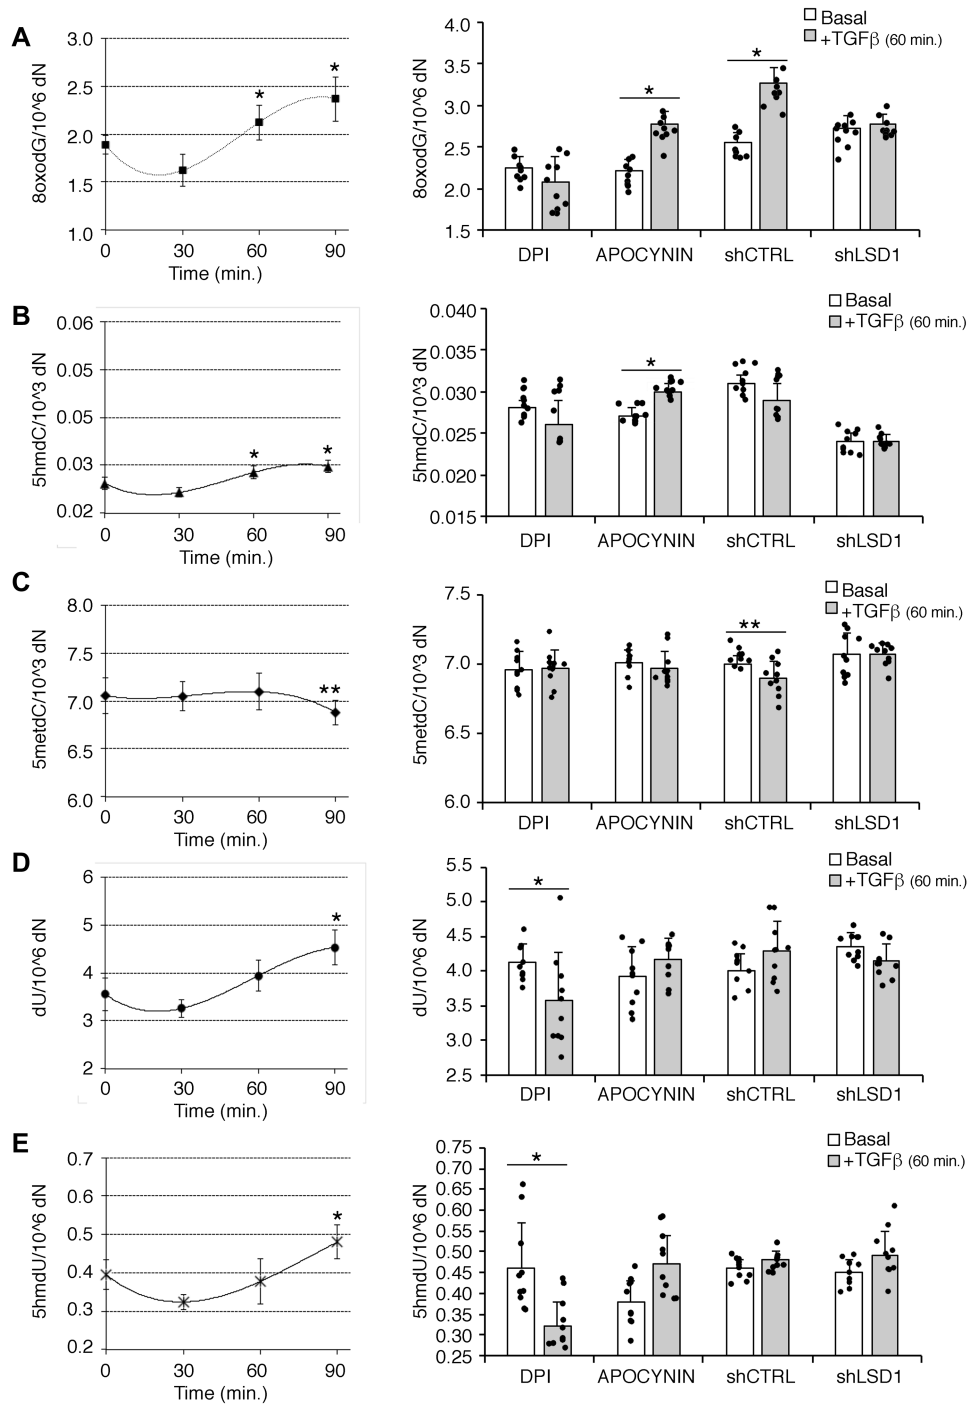 A
8oxodG/10^6 dN
3.0
2.5
2.0
1.5
1.0
*
*
0 30 60 90
Time (min.)
8oxodG/10^6 dN
4.0
3.5
3.0
2.5
2.0
1.5
Basal
+TGFβ (60 min.)
*
*
DPI APOCYNIN shCTRL shLSD1
B
5hmdC/10^3 dN
0.06
0.05
0.05
0.03
0.02
*
*
0 30 60 90
Time (min.)
5hmdC/10^3 dN
0.040
0.035
0.030
0.025
0.020
0.015
Basal
+TGFβ (60 min.)
*
DPI APOCYNIN shCTRL shLSD1
C
5metdC/10^3 dN
8.0
7.5
7.0
6.5
6.0
**
0 30 60 90
Time (min.)
5metdC/10^3 dN
7.5
7.0
6.5
6.0
Basal
+TGFβ (60 min.)
**
DPI APOCYNIN shCTRL shLSD1
D
dU/10^6 dN
6
5
4
3
2
*
0 30 60 90
Time (min.)
dU/10^6 dN
5.5
5.0
4.5
4.0
3.5
3.0
2.5
Basal
+TGFβ (60 min.)
*
DPI APOCYNIN shCTRL shLSD1
E
5hmdU/10^6 dN
0.7
0.6
0.5
0.4
0.3
0.2
*
0 30 60 90
Time (min.)
5hmdU/10^6 dN
0.75
0.70
0.65
0.60
0.55
0.50
0.45
0.40
0.35
0.30
0.25
Basal
+TGFβ (60 min.)
*
DPI APOCYNIN shCTRL shLSD1